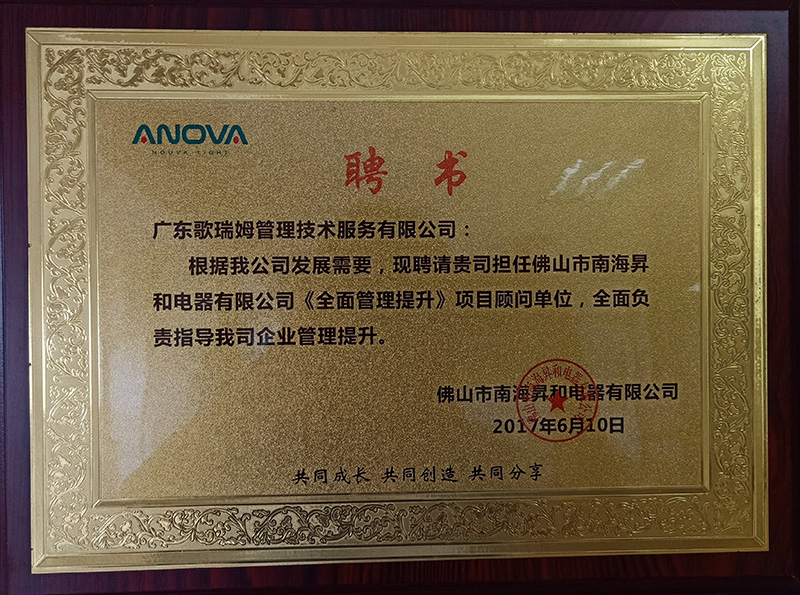 ANOVA
NOUVA LIGHT
聘 书
广东歌瑞姆管理技术服务有限公司：
根据我公司发展需要，现聘请贵司担任佛山市南海昇
和电器有限公司《全面管理提升》项目顾问单位，全面负
责指导我司企业管理提升。
佛山市南海昇和电器有限公司
2017年6月10日
共同成长 共同创造 共同分享